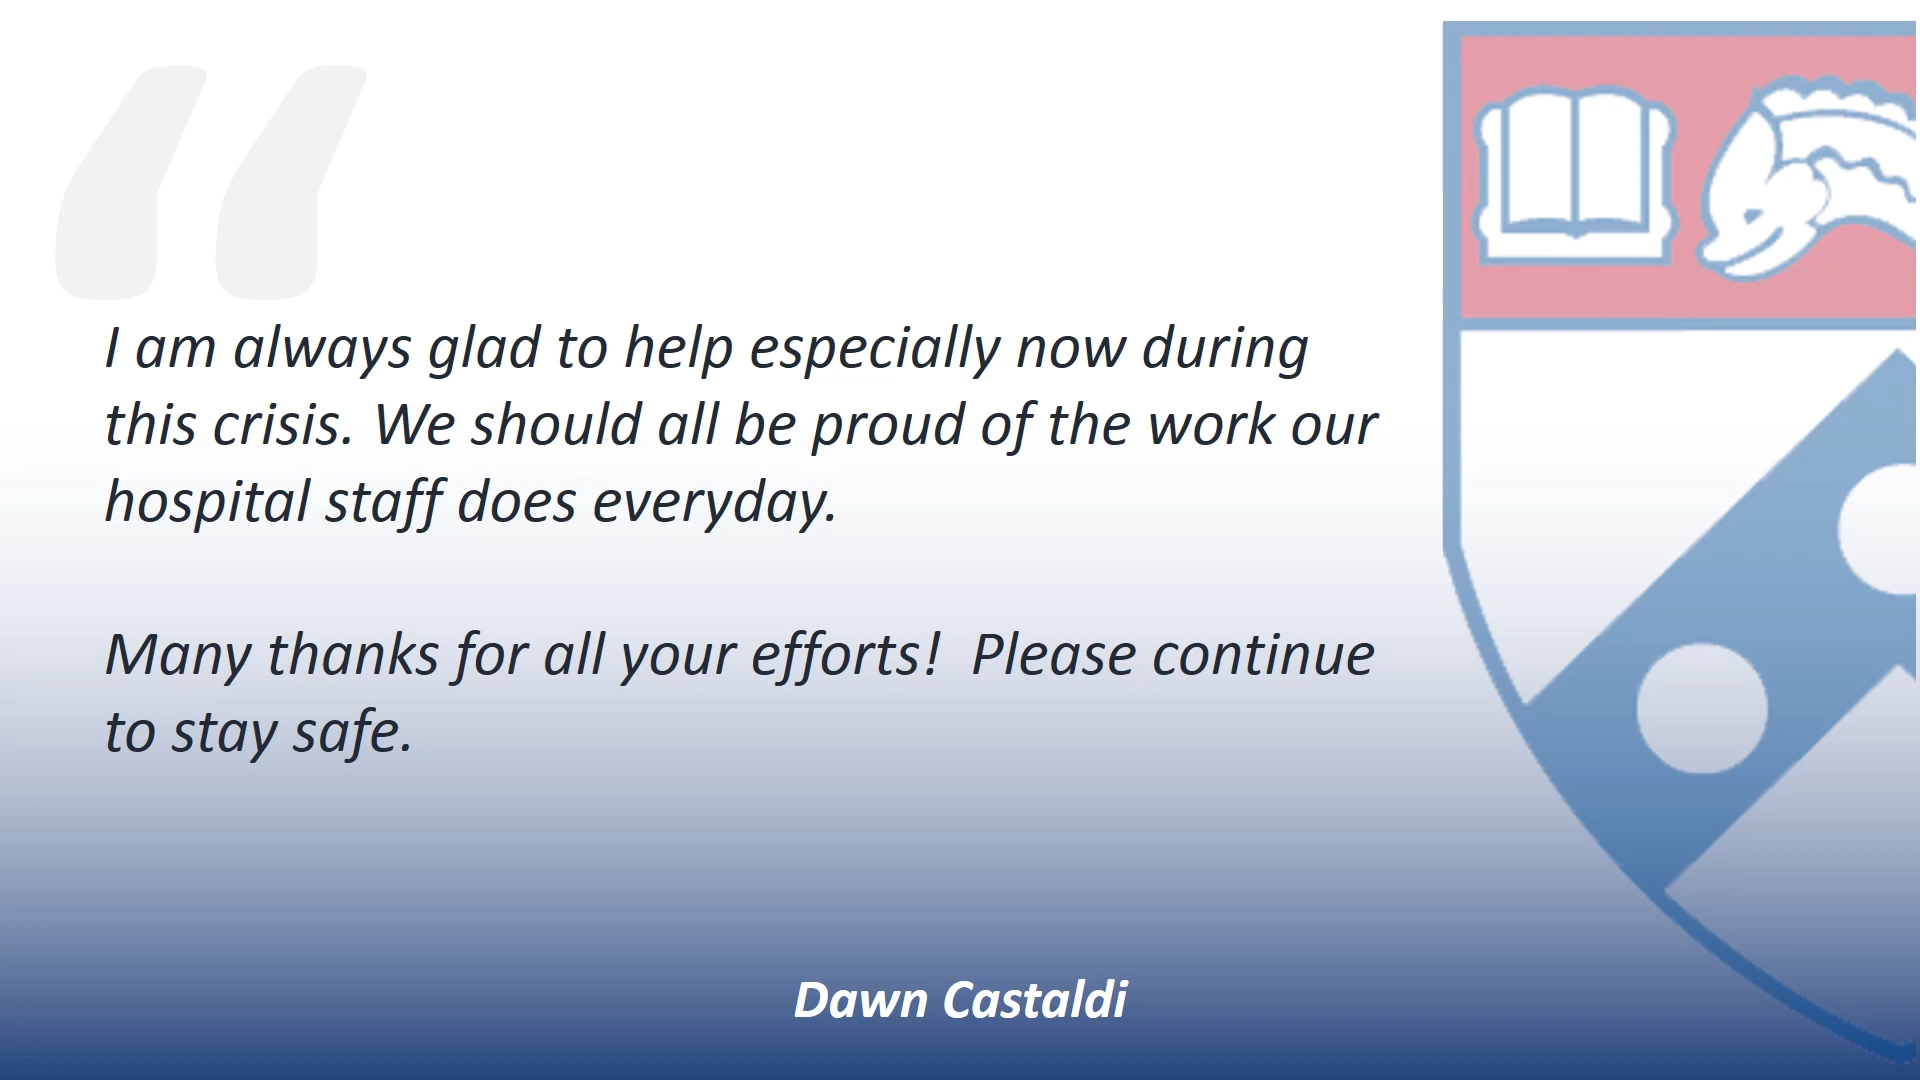 I am always glad to help especially now during
this crisis. We should all be proud of the work our
hospital staff does everyday.
Many thanks for all your efforts!  Please continue
to stay safe.
Dawn Castaldi